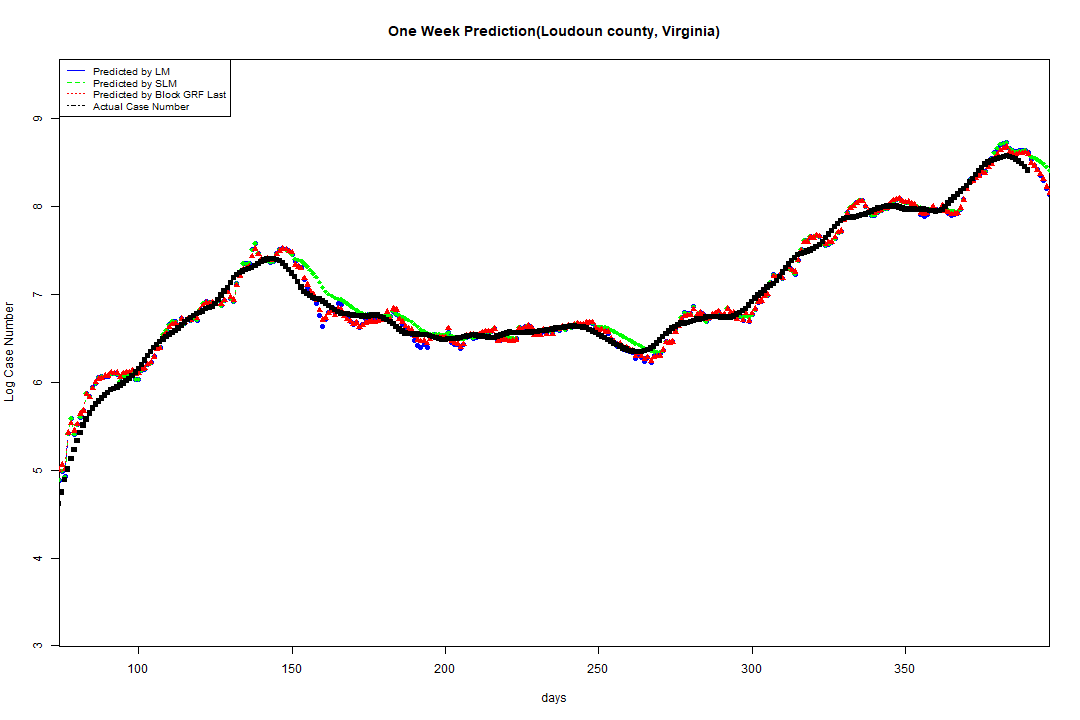 One Week Prediction(Loudoun county, Virginia)
Predicted by LM
Predicted by SLM
Predicted by Block GRF Last
Actual Case Number
9
8
7
6
5
4
3
Log Case Number
100 150 200 250 300 350
days